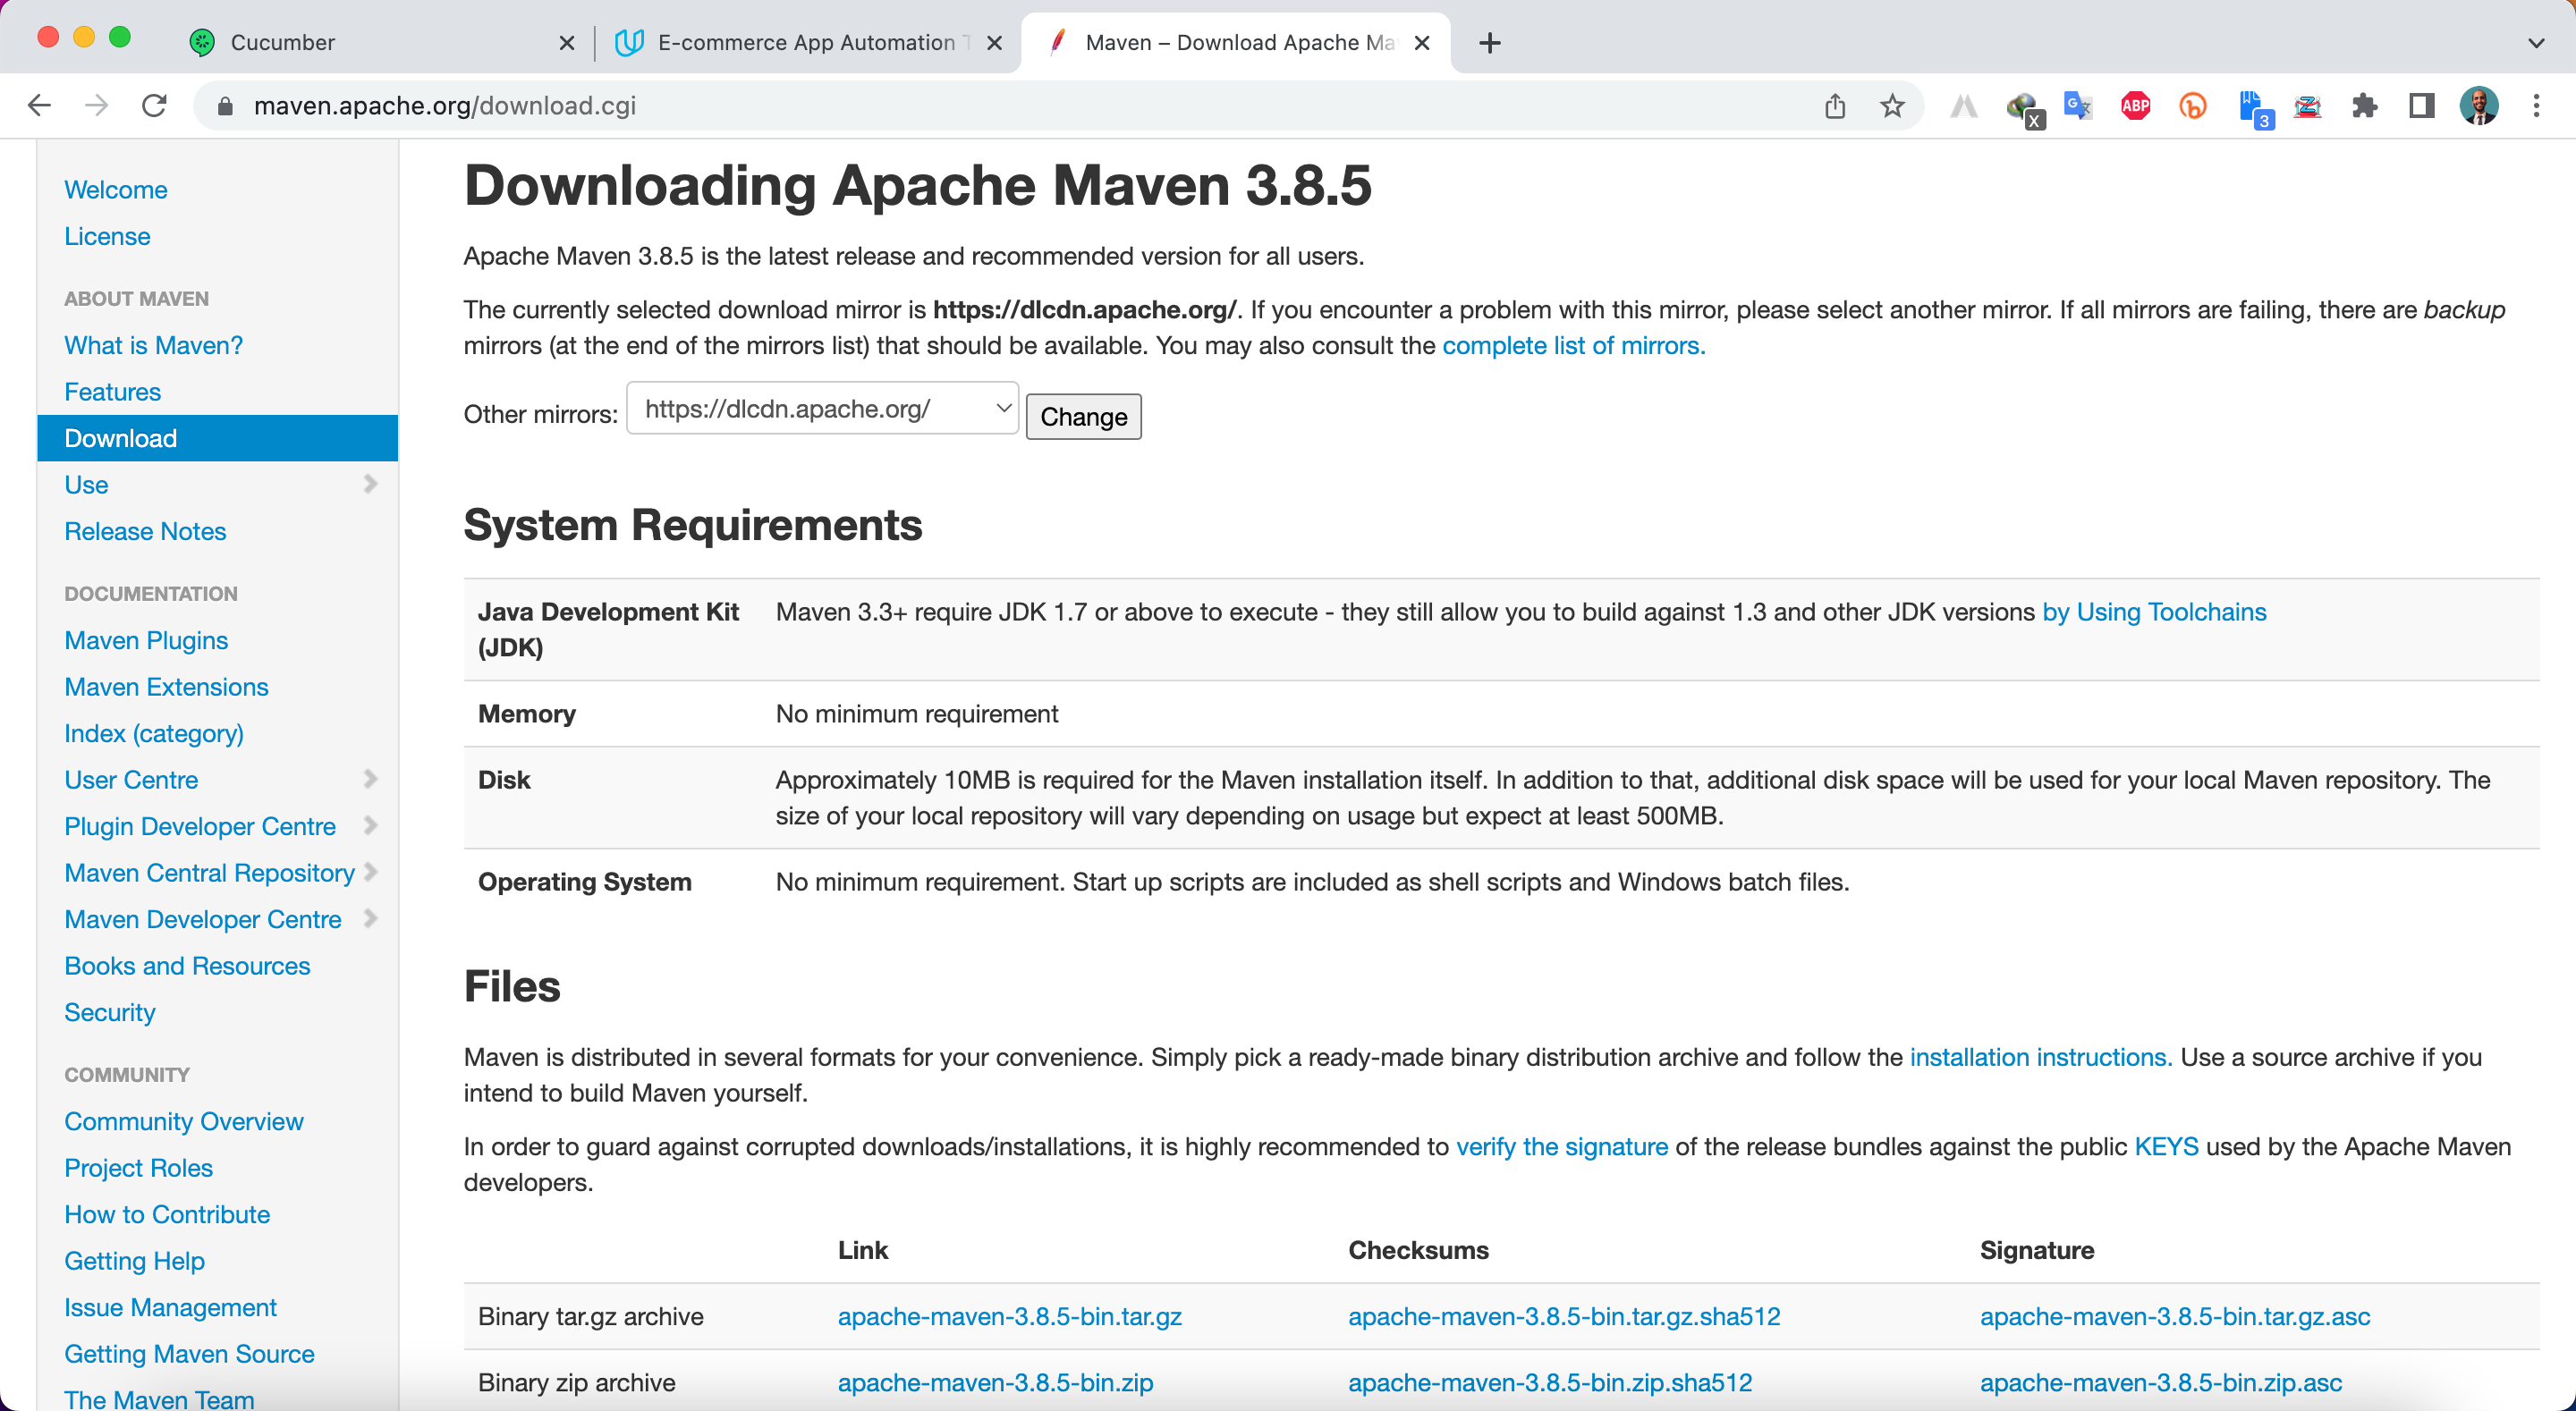 Cucumber
E-commerce App Automation
Maven – Download Apache Ma
maven.apache.org/download.cgi
X
ABP
3
Welcome
License
ABOUT MAVEN
What is Maven?
Features
Download
Use
Release Notes
DOCUMENTATION
Maven Plugins
Maven Extensions
Index (category)
User Centre
Plugin Developer Centre
Maven Central Repository
Maven Developer Centre
Books and Resources
Security
COMMUNITY
Community Overview
Project Roles
How to Contribute
Getting Help
Issue Management
Getting Maven Source
The Maven Team
Downloading Apache Maven 3.8.5
Apache Maven 3.8.5 is the latest release and recommended version for all users.
The currently selected download mirror is https://dlcdn.apache.org/. If you encounter a problem with this mirror, please select another mirror. If all mirrors are failing, there are backup
mirrors (at the end of the mirrors list) that should be available. You may also consult the complete list of mirrors.
Other mirrors: https://dlcdn.apache.org/ Change
System Requirements
Java Development Kit Maven 3.3+ require JDK 1.7 or above to execute - they still allow you to build against 1.3 and other JDK versions by Using Toolchains
(JDK)
Memory No minimum requirement
Disk Approximately 10MB is required for the Maven installation itself. In addition to that, additional disk space will be used for your local Maven repository. The
size of your local repository will vary depending on usage but expect at least 500MB.
Operating System No minimum requirement. Start up scripts are included as shell scripts and Windows batch files.
Files
Maven is distributed in several formats for your convenience. Simply pick a ready-made binary distribution archive and follow the installation instructions. Use a source archive if you
intend to build Maven yourself.
In order to guard against corrupted downloads/installations, it is highly recommended to verify the signature of the release bundles against the public KEYS used by the Apache Maven
developers.
Link Checksums Signature
Binary tar.gz archive apache-maven-3.8.5-bin.tar.gz apache-maven-3.8.5-bin.tar.gz.sha512 apache-maven-3.8.5-bin.tar.gz.asc
Binary zip archive apache-maven-3.8.5-bin.zip apache-maven-3.8.5-bin.zip.sha512 apache-maven-3.8.5-bin.zip.asc